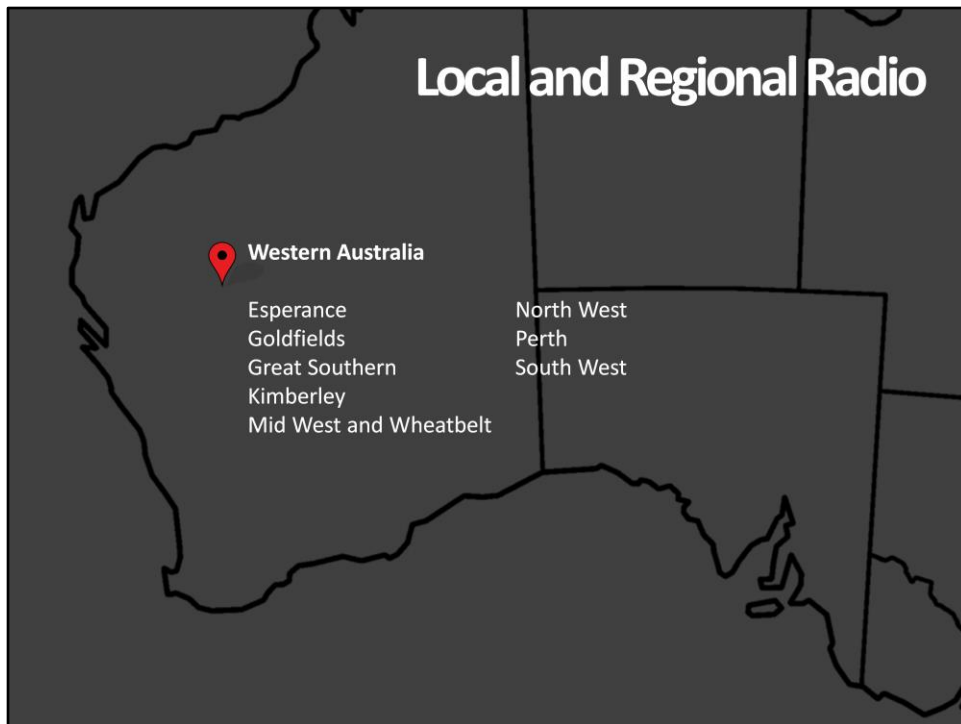 Local and Regional Radio
Western Australia
Esperance
Goldfields
Great Southern
Kimberley
Mid West and Wheatbelt
North West
Perth
South West